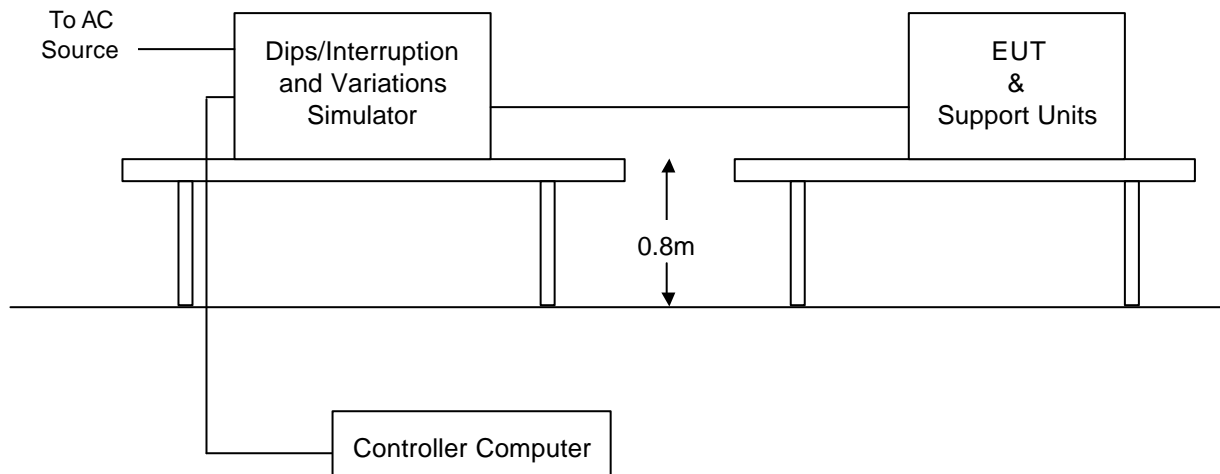 To AC
Source
Dips/Interruption
and Variations
Simulator
EUT
&
Support Units
0.8m
Controller Computer